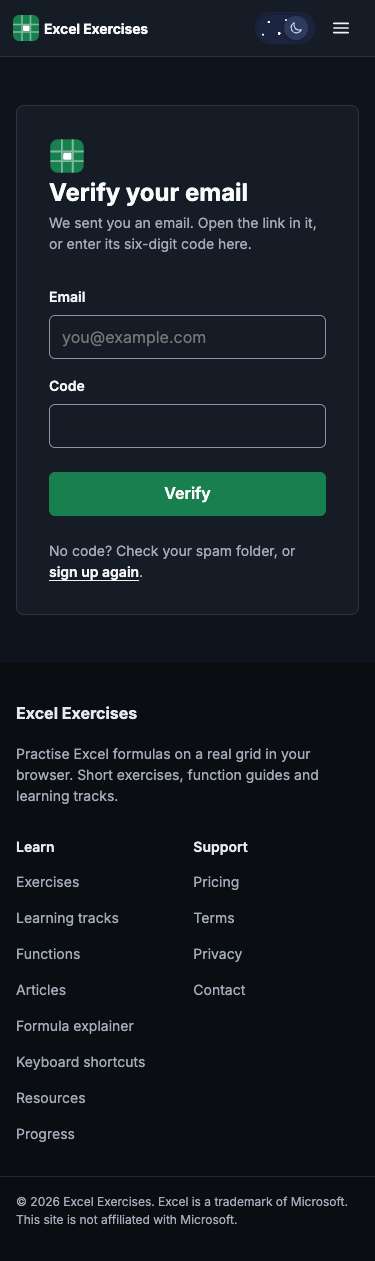 Excel Exercises
Verify your email
We sent you an email. Open the link in it,
or enter its six-digit code here.
Email
you@example.com
Code
Verify
No code? Check your spam folder, or
sign up again.
Excel Exercises
Practise Excel formulas on a real grid in your
browser. Short exercises, function guides and
learning tracks.
Learn
Exercises
Learning tracks
Functions
Articles
Formula explainer
Keyboard shortcuts
Resources
Progress
Support
Pricing
Terms
Privacy
Contact
© 2026 Excel Exercises. Excel is a trademark of Microsoft.
This site is not affiliated with Microsoft.